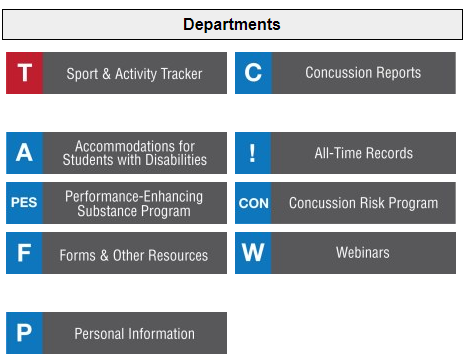 Departments
T Sport & Activity Tracker
C Concussion Reports
A Accommodations for
Students with Disabilities
! All-Time Records
PES Performance-Enhancing
Substance Program
CON Concussion Risk Program
F Forms & Other Resources
W Webinars
P Personal Information